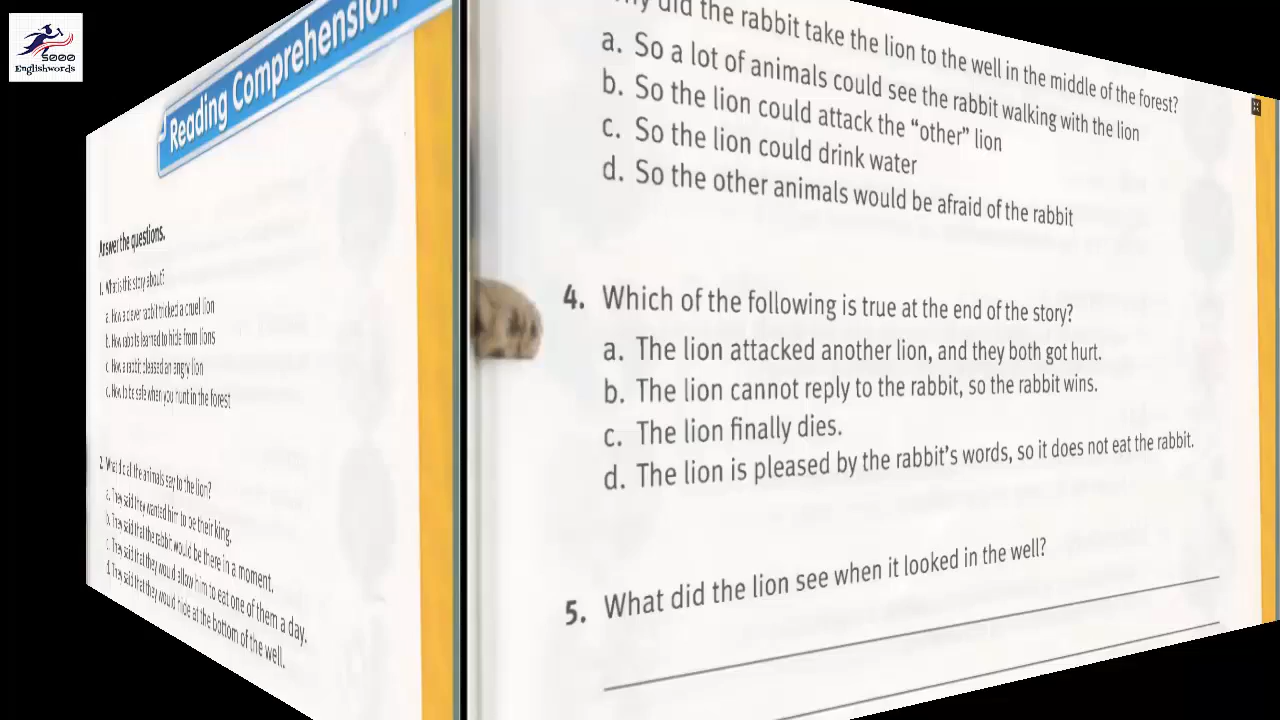 5000
Englishwords
Reading Comprehension
Answer the questions.
1. What is this story about?
a. How a clever rabbit tricked a cruel lion
b. How rabbits learned to hide from lions
c. How a rabbit pleased an angry lion
d. How to be safe when you hunt in the forest
2. What did all the animals say to the lion?
a. They said they wanted him to be their king.
b. They said that the rabbit would be there in a moment.
c. They said that they would allow him to eat one of them a day.
d. They said that they would hide at the bottom of the well.
did the rabbit take the lion to the well in the middle of the forest?
a. So a lot of animals could see the rabbit walking with the lion
b. So the lion could attack the “other” lion
c. So the lion could drink water
d. So the other animals would be afraid of the rabbit
4. Which of the following is true at the end of the story?
a. The lion attacked another lion, and they both got hurt.
b. The lion cannot reply to the rabbit, so the rabbit wins.
c. The lion finally dies.
d. The lion is pleased by the rabbit’s words, so it does not eat the rabbit.
5. What did the lion see when it looked in the well?